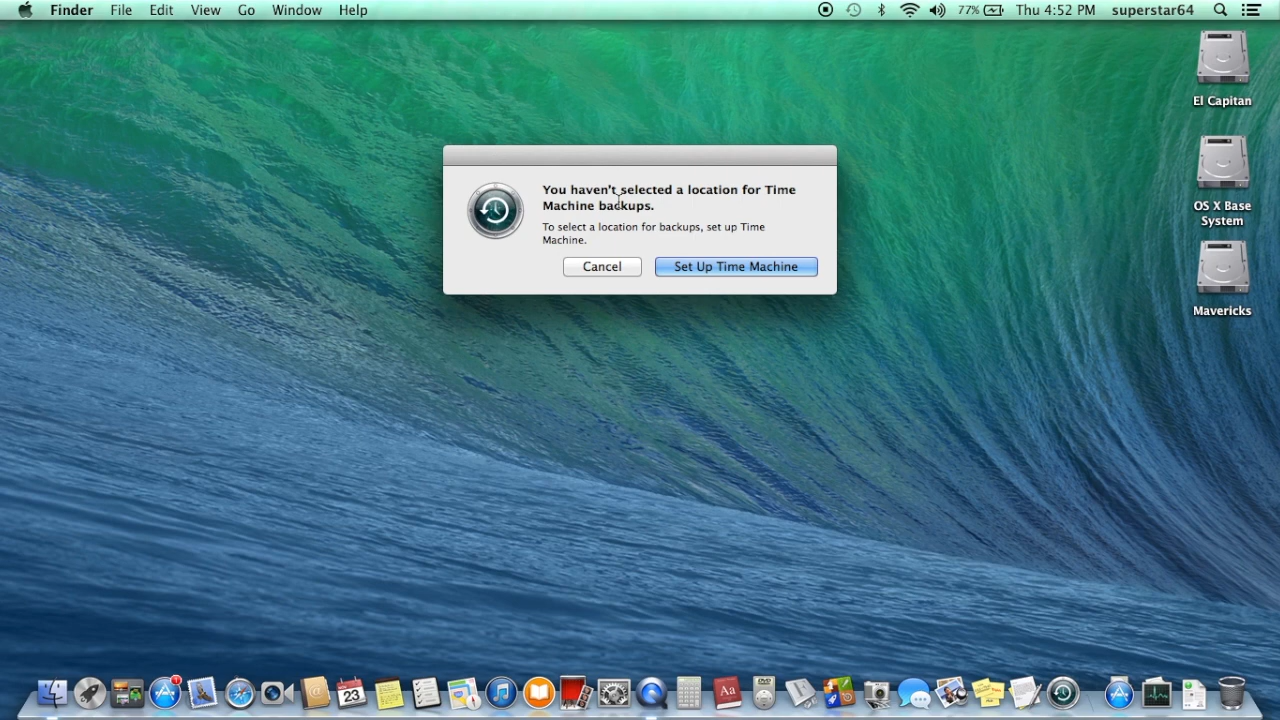 Finder File Edit View Go Window Help 77% Thu 4:52 PM superstar64
El Capitan
You haven't selected a location for Time
Machine backups.
To select a location for backups, set up Time
Machine.
Cancel Set Up Time Machine
OS X Base
System
Mavericks
1
23
Aa